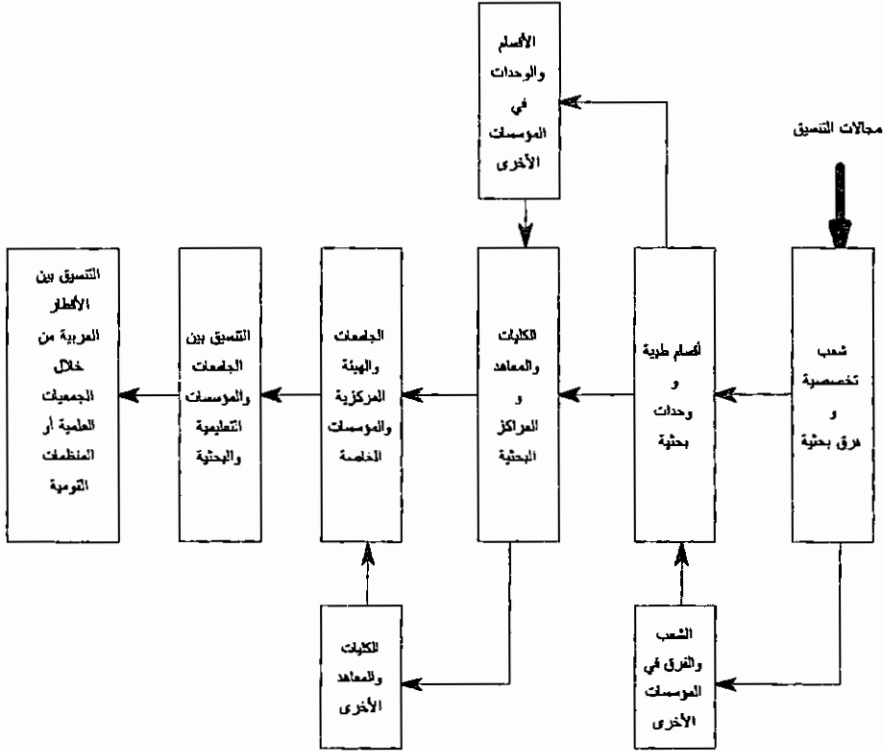 مجالات التنسيق
شعب
تخصصية
و
فرق بحثية
الشعب
والفرق في
المؤسسات
الأخرى
أقسام طبية
و
وحدات
بحثية
الأقسام
والوحدات
في
المؤسسات
الأخرى
الكليات
والمعاهد
و
المراكز
البحثية
الكليات
والمعاهد
الأخرى
الجامعات
والهيئة
المركزية
والمؤسسات
الخاصة
التنسيق بين
الجامعات
والمؤسسات
التعليمية
والبحثية
التنسيق بين
الأقطار
العربية من
خلال
الجمعيات
العلمية أو
المنظمات
القومية